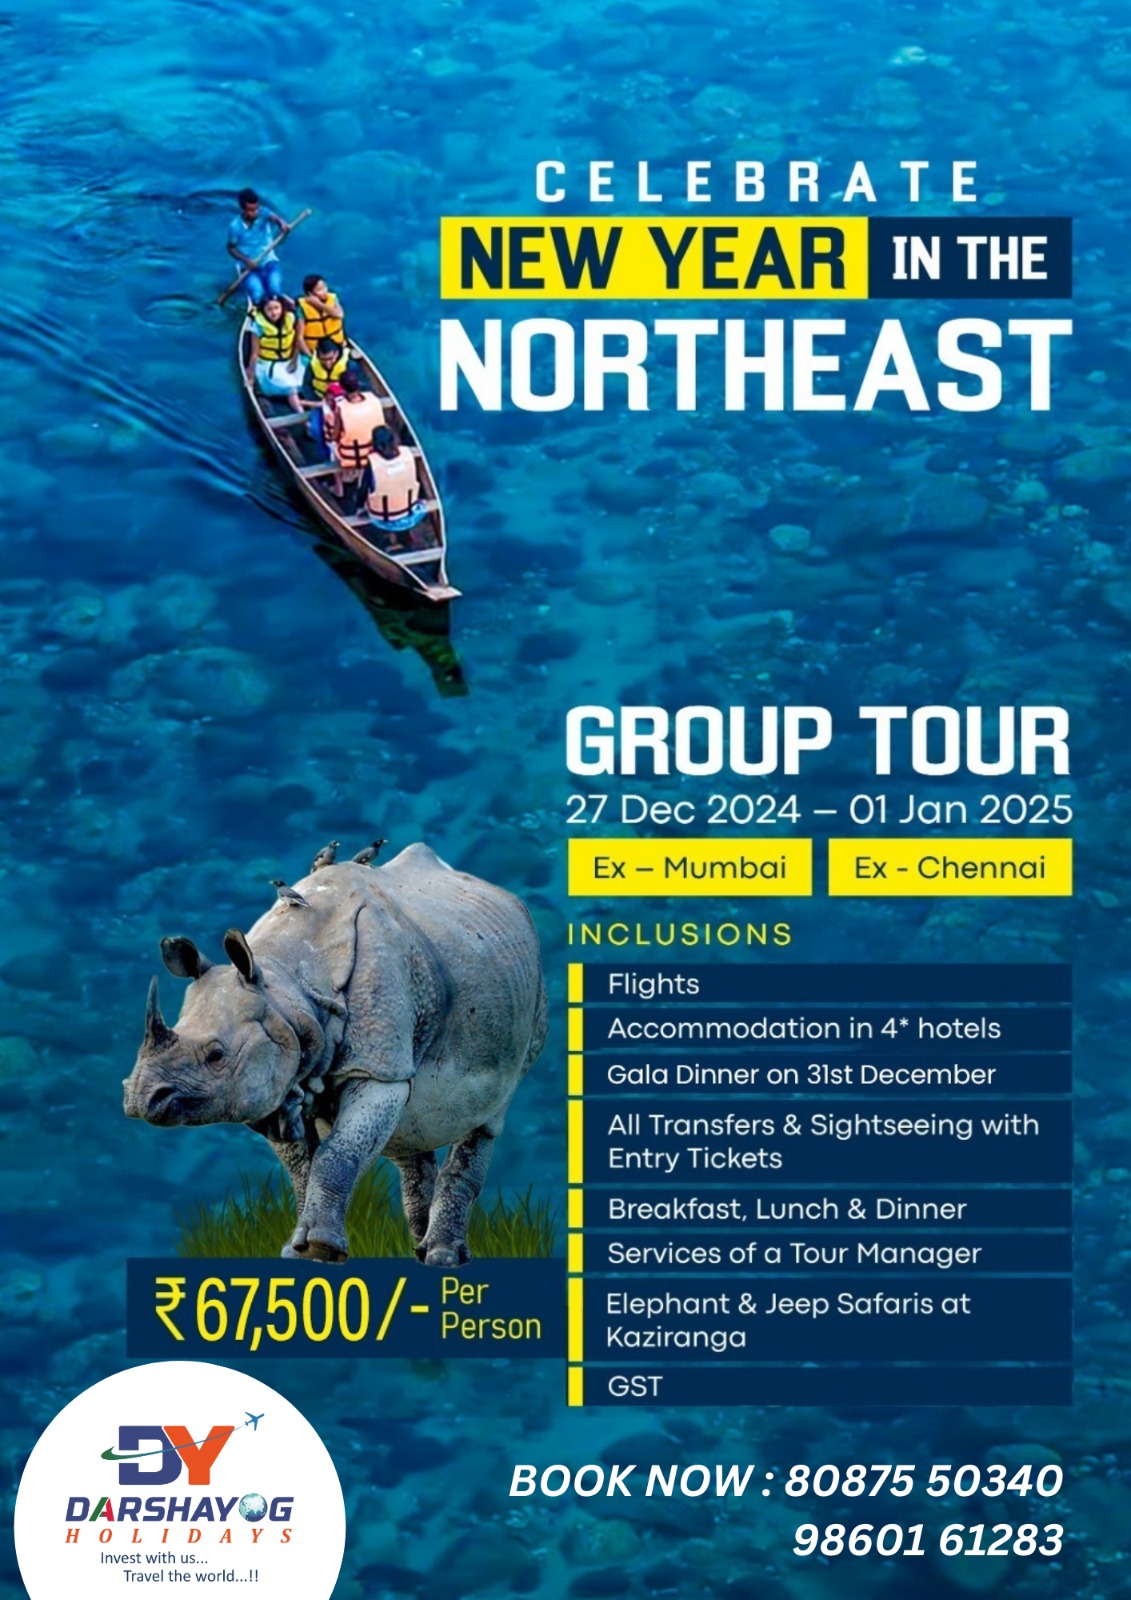 CELEBRATE
NEW YEAR IN THE
NORTHEAST
GROUP TOUR
27 Dec 2024 – 01 Jan 2025
Ex – Mumbai
Ex - Chennai
INCLUSIONS
Flights
Accommodation in 4* hotels
Gala Dinner on 31st December
All Transfers & Sightseeing with
Entry Tickets
Breakfast, Lunch & Dinner
Services of a Tour Manager
Elephant & Jeep Safaris at
Kaziranga
GST
₹67,500/- Per
Person
DY
DARSHAYOG
HOLIDAYS
Invest with us...
Travel the world...!!
BOOK NOW : 80875 50340
98601 61283